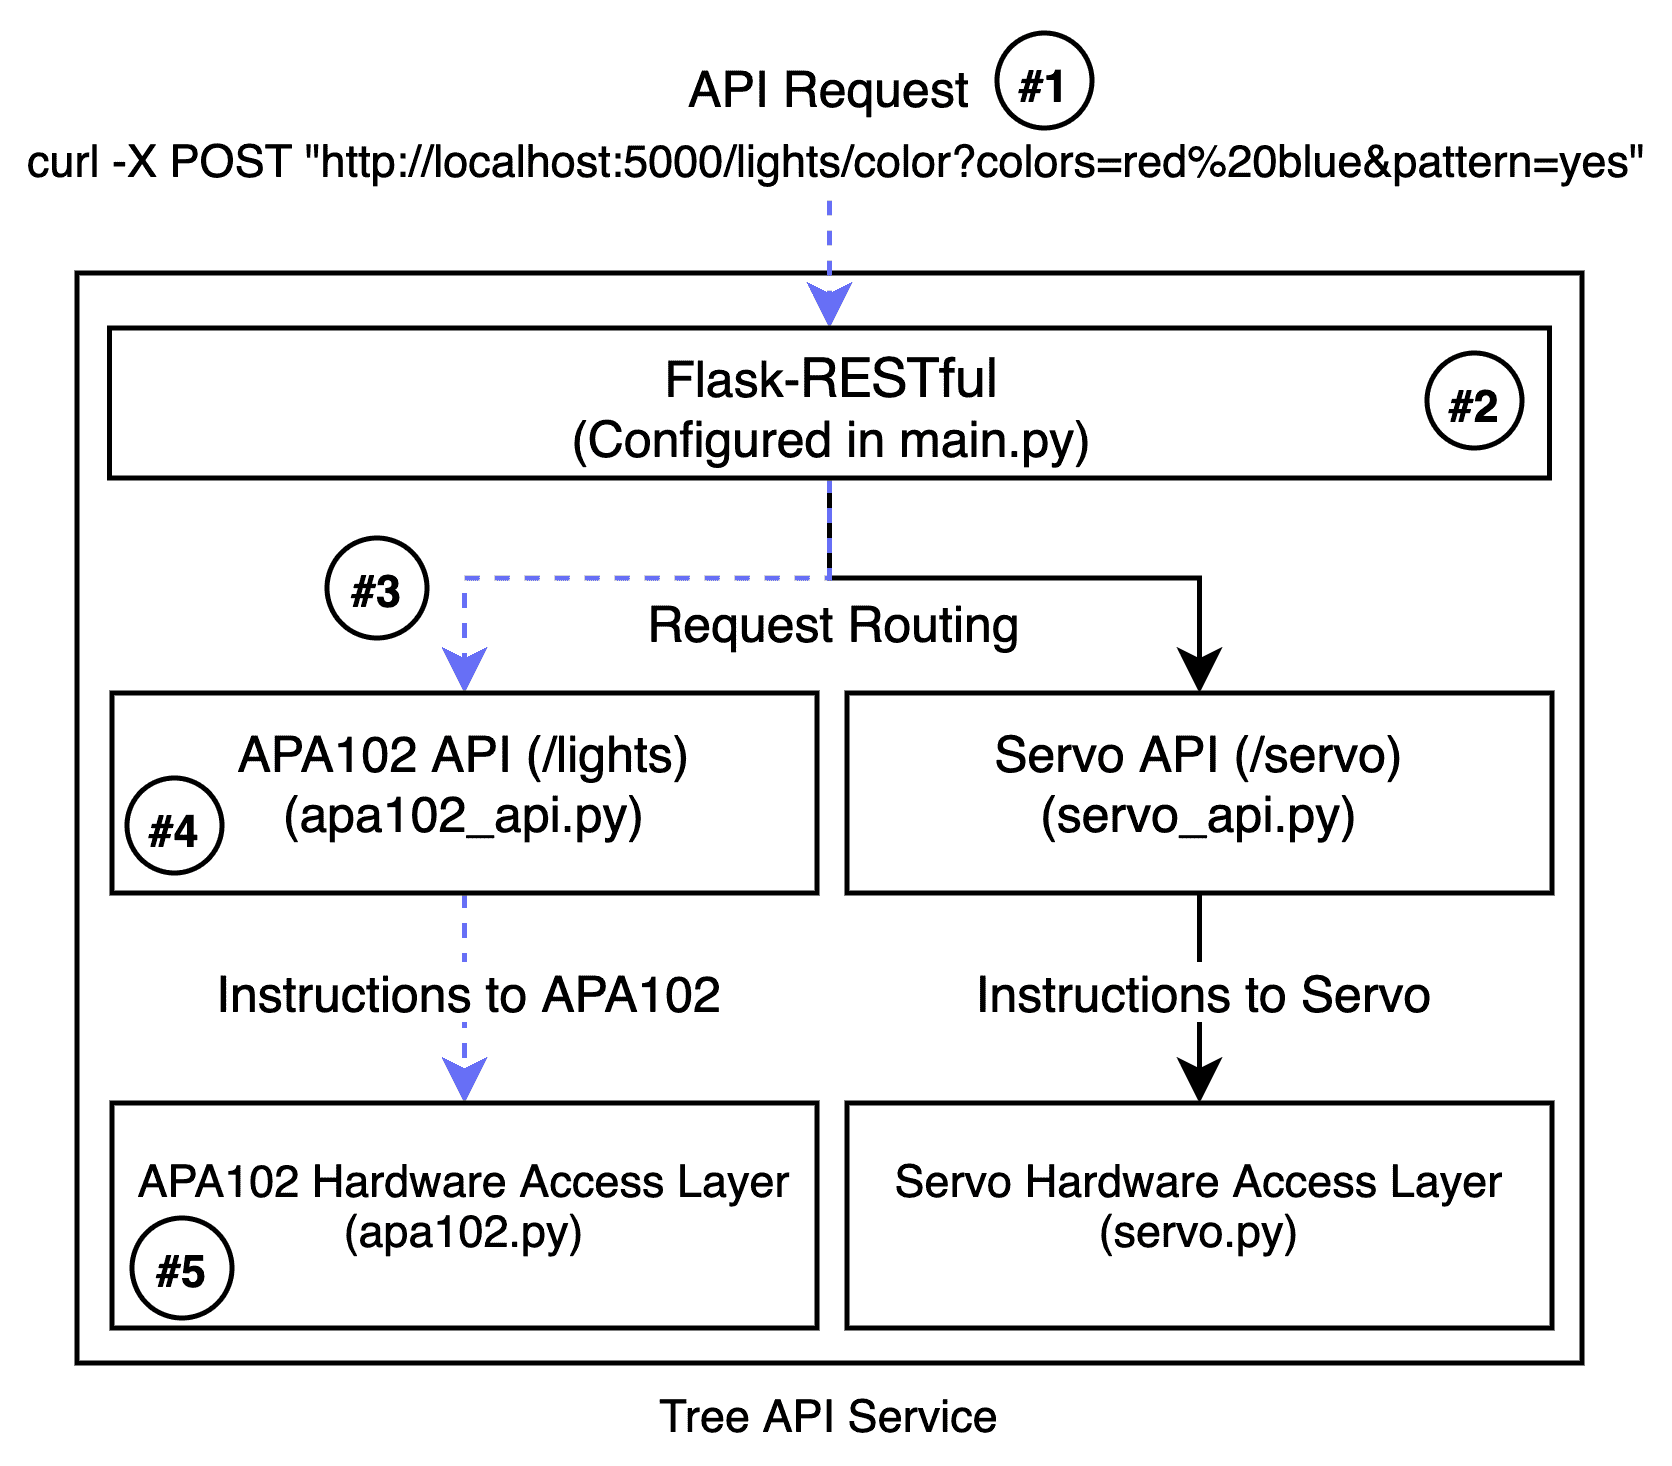 API Request #1
curl -X POST "http://localhost:5000/lights/color?colors=red%20blue&pattern=yes"
Flask-RESTful
(Configured in main.py)
#2
#3
Request Routing
APA102 API (/lights)
(apa102_api.py)
#4
Servo API (/servo)
(servo_api.py)
Instructions to APA102
Instructions to Servo
APA102 Hardware Access Layer
(apa102.py)
#5
Servo Hardware Access Layer
(servo.py)
Tree API Service